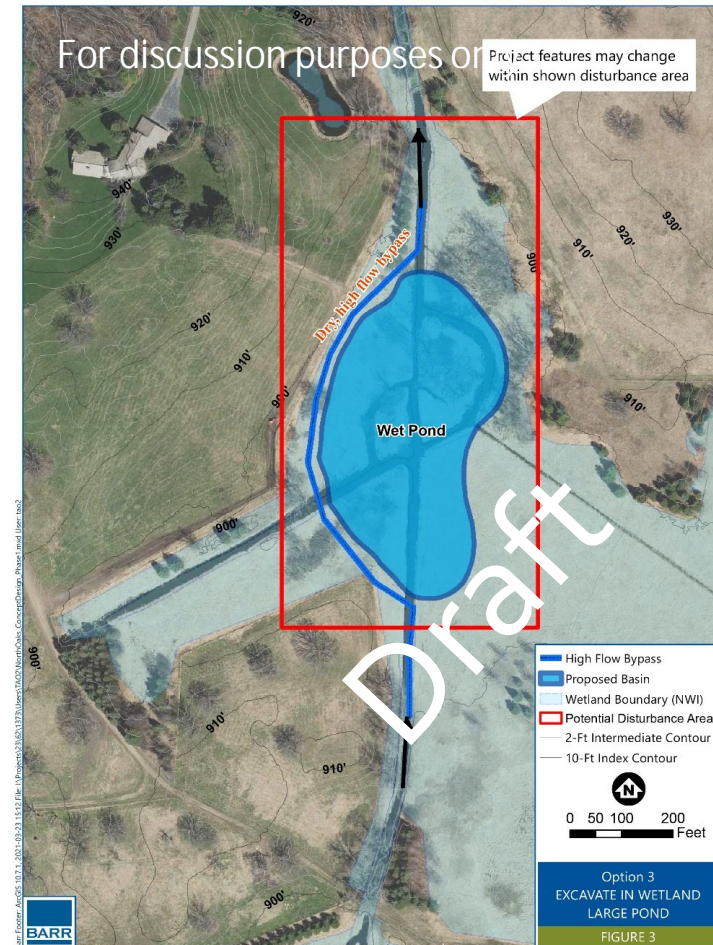 920'
For discussion purposes on
Project features may change
within shown disturbance area
940'
930'
930'
920'
910'
900'
Dry, high flow bypass
920'
910'
900'
910'
Wet Pond
900'
900'
910'
910'
900'
Draft
High Flow Bypass
Proposed Basin
Wetland Boundary (NWI)
Potential Disturbance Area
2-Ft Intermediate Contour
10-Ft Index Contour
N
0 50 100 200
Feet
Option 3
EXCAVATE IN WETLAND
LARGE POND
FIGURE 3
BARR